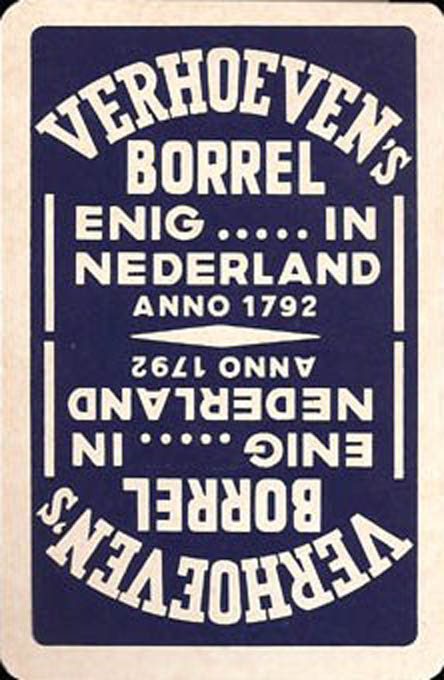 VERHOEVEN's
BORREL
ENIG ..... IN
NEDERLAND
ANNO 1792
ANNO 1792
NEDERLAND
ENIG ..... IN
BORREL
VERHOEVEN's